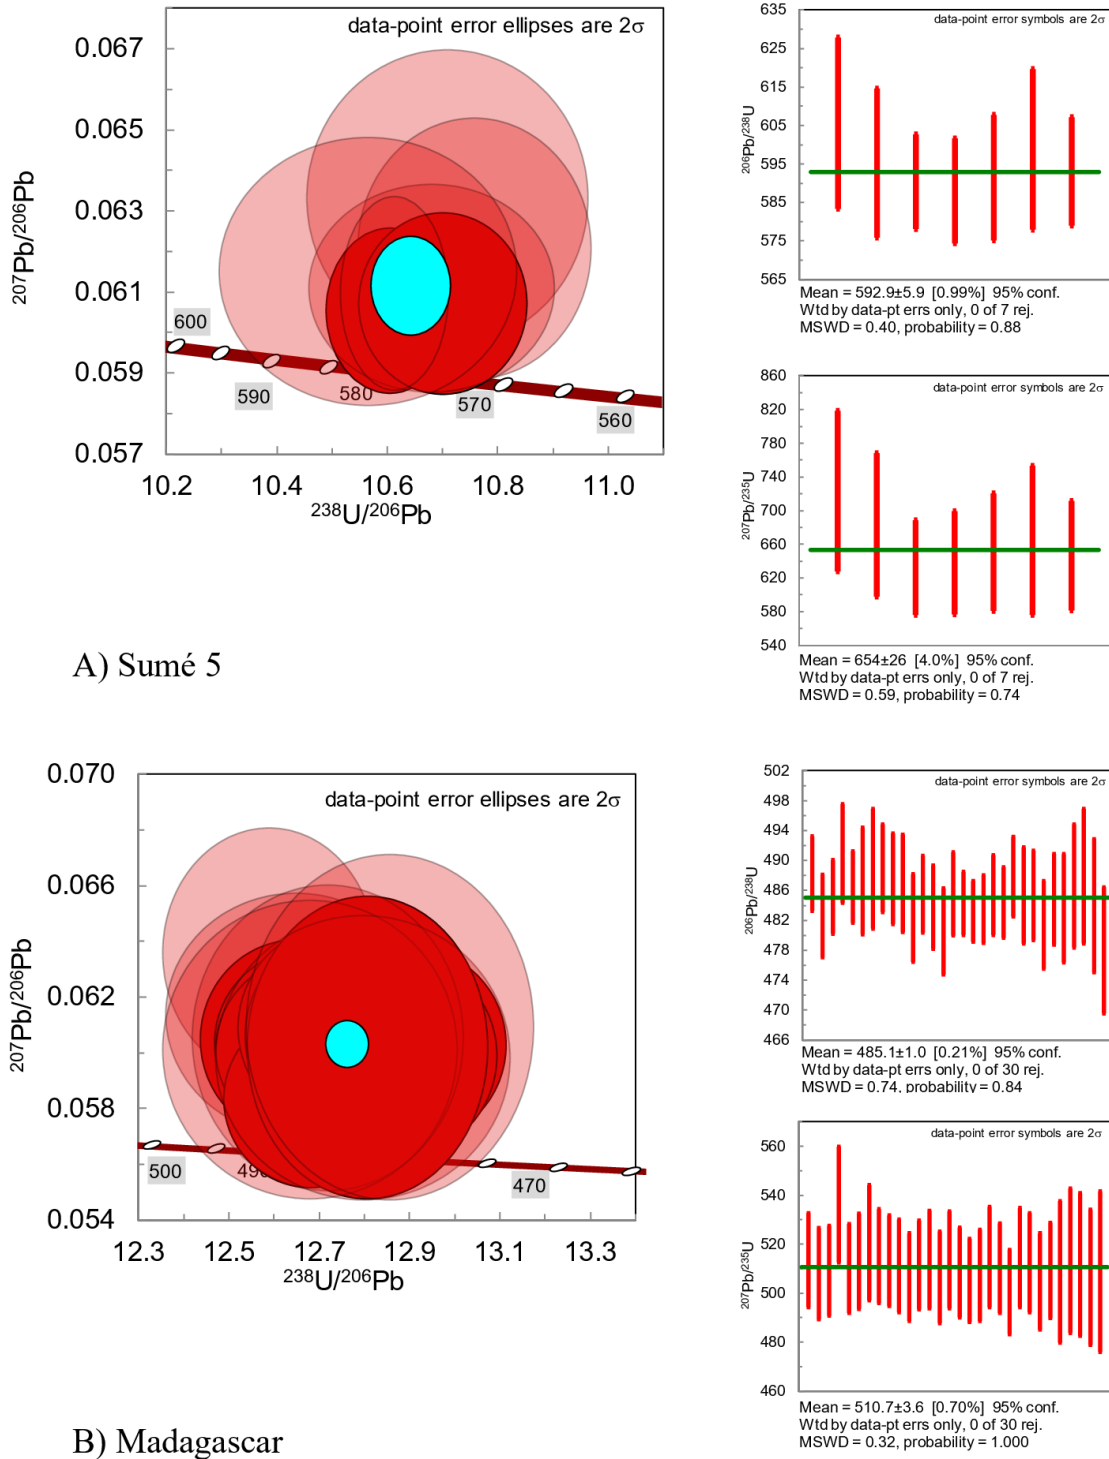 data-point error ellipses are 2σ
0.067
0.065
0.063
0.061
0.059
0.057
207Pb/206Pb
600
590
580
570
560
10.2 10.4 10.6 10.8 11.0
238U/206Pb
data-point error symbols are 2σ
635
625
615
605
595
585
575
565
206Pb/238U
Mean = 592.9±5.9 [0.99%] 95% conf.
Wtd by data-pt errs only, 0 of 7 rej.
MSWD = 0.40, probability = 0.88
data-point error symbols are 2σ
860
820
780
740
700
660
620
580
540
207Pb/235U
Mean = 654±26 [4.0%] 95% conf.
Wtd by data-pt errs only, 0 of 7 rej.
MSWD = 0.59, probability = 0.74
A) Sumé 5
data-point error ellipses are 2σ
0.070
0.066
0.062
0.058
0.054
207Pb/206Pb
500
490
470
12.3 12.5 12.7 12.9 13.1 13.3
238U/206Pb
data-point error symbols are 2σ
502
498
494
490
486
482
478
474
470
466
206Pb/238U
Mean = 485.1±1.0 [0.21%] 95% conf.
Wtd by data-pt errs only, 0 of 30 rej.
MSWD = 0.74, probability = 0.84
data-point error symbols are 2σ
560
540
520
500
480
460
207Pb/235U
Mean = 510.7±3.6 [0.70%] 95% conf.
Wtd by data-pt errs only, 0 of 30 rej.
MSWD = 0.32, probability = 1.000
B) Madagascar